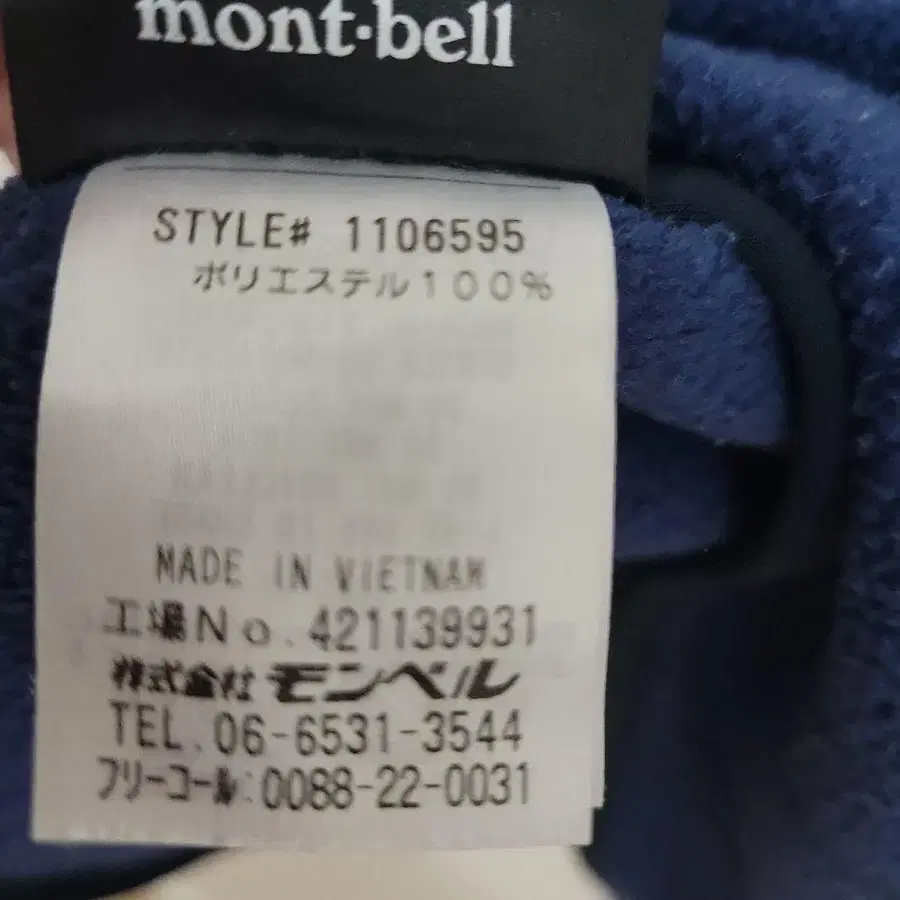 mont-bell
STYLE# 1106595
ポリエステル100%
MADE IN VIETNAM
工場No. 421139931
株式会社 モンベル
TEL. 06-6531-3544
フリーコール:0088-22-0031